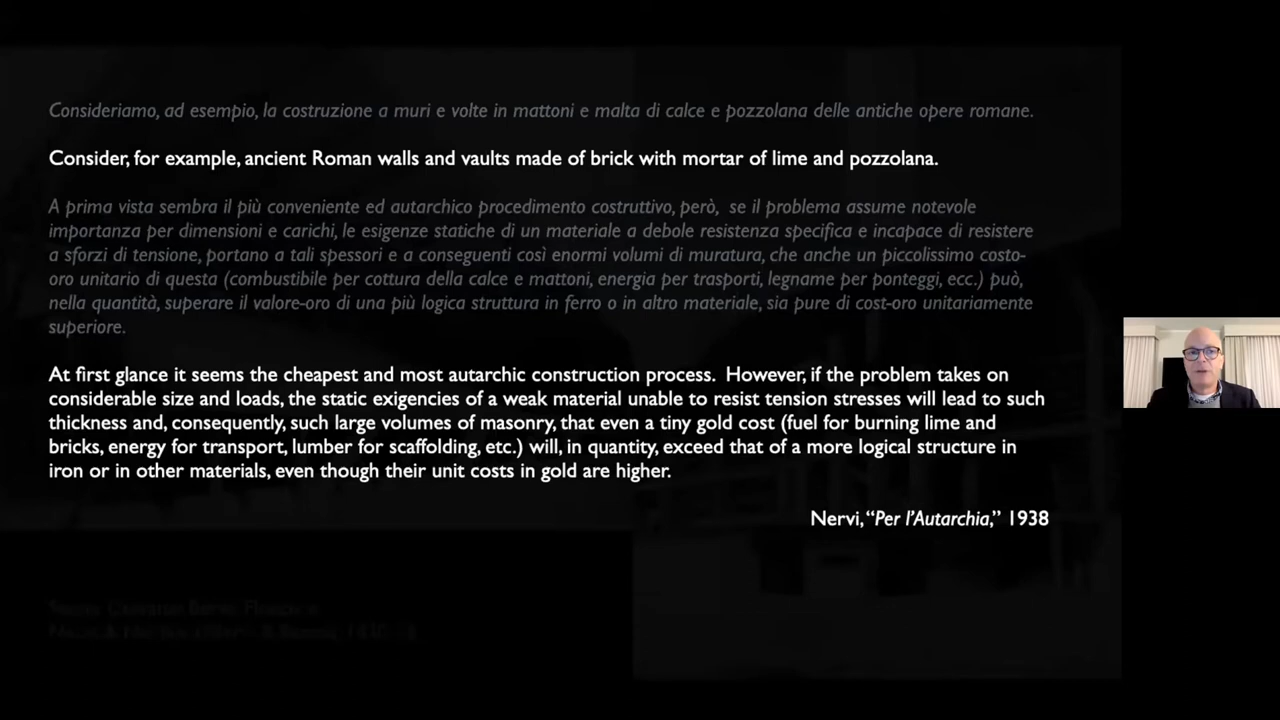 Consideriamo, ad esempio, la costruzione a muri e volte in mattoni e malta di calce e pozzolana delle antiche opere romane.
Consider, for example, ancient Roman walls and vaults made of brick with mortar of lime and pozzolana.
A prima vista sembra il più conveniente ed autarchico procedimento costruttivo, però, se il problema assume notevole
importanza per dimensioni e carichi, le esigenze statiche di un materiale a debole resistenza specifica e incapace di resistere
a sforzi di tensione, portano a tali spessori e a conseguenti così enormi volumi di muratura, che anche un piccolissimo costo-
oro unitario di questa (combustibile per cottura della calce e mattoni, energia per trasporti, legname per ponteggi, ecc.) può,
nella quantità, superare il valore-oro di una più logica struttura in ferro o in altro materiale, sia pure di cost-oro unitariamente
superiore.
At first glance it seems the cheapest and most autarchic construction process. However, if the problem takes on
considerable size and loads, the static exigencies of a weak material unable to resist tension stresses will lead to such
thickness and, consequently, such large volumes of masonry, that even a tiny gold cost (fuel for burning lime and
bricks, energy for transport, lumber for scaffolding, etc.) will, in quantity, exceed that of a more logical structure in
iron or in other materials, even though their unit costs in gold are higher.
Nervi, “Per l’Autarchia,” 1938